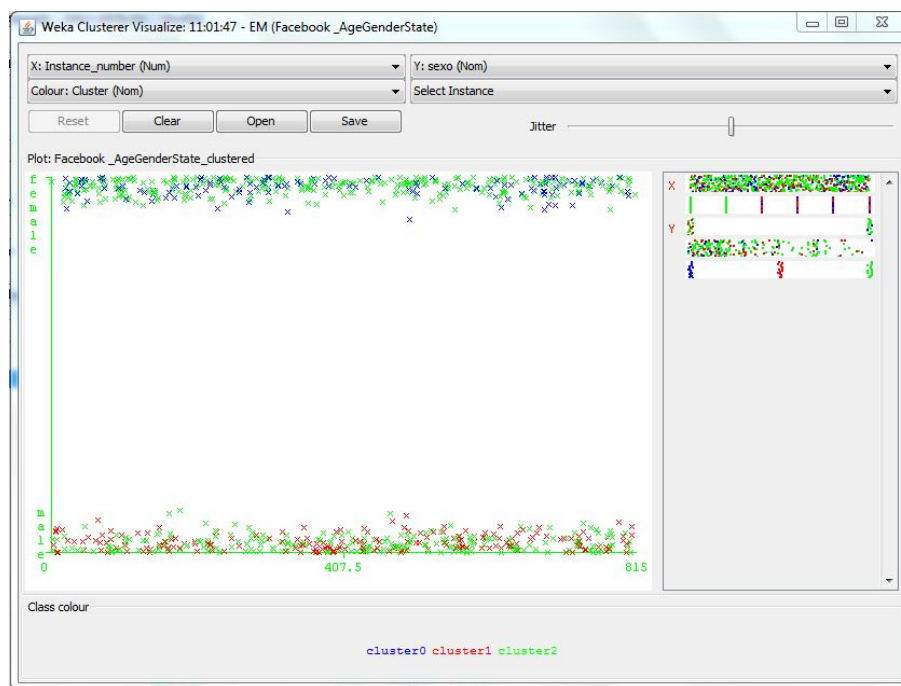 Weka Clusterer Visualize: 11:01:47 - EM (Facebook _AgeGenderState)
X: Instance_number (Num) Y: sexo (Nom)
Colour: Cluster (Nom) Select Instance
Reset Clear Open Save Jitter
Plot: Facebook _AgeGenderState_clustered
female
X
Y
male
0 407.5 815
Class colour
cluster0 cluster1 cluster2